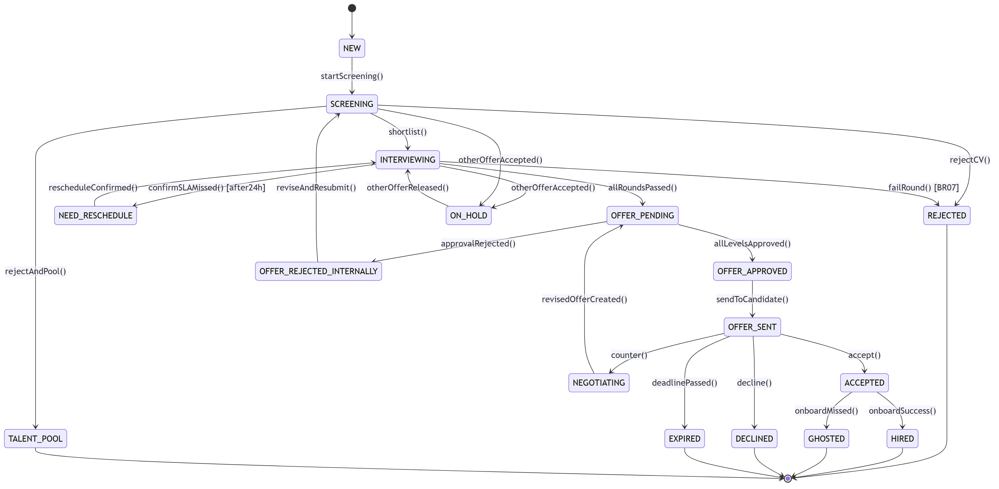 NEW
startScreening()
SCREENING
shortlist()
INTERVIEWING
otherOfferAccepted()
rejectCV()
rescheduleConfirmed()
confirmSLAMissed() [after24h]
reviseAndResubmit()
otherOfferReleased()
otherOfferAccepted()
allRoundsPassed()
failRound() [BR07]
NEED_RESCHEDULE
ON_HOLD
OFFER_PENDING
REJECTED
approvalRejected()
allLevelsApproved()
rejectAndPool()
OFFER_REJECTED_INTERNALLY
OFFER_APPROVED
revisedOfferCreated()
sendToCandidate()
OFFER_SENT
counter()
accept()
NEGOTIATING
deadlinePassed()
decline()
ACCEPTED
onboardMissed()
onboardSuccess()
TALENT_POOL
EXPIRED
DECLINED
GHOSTED
HIRED